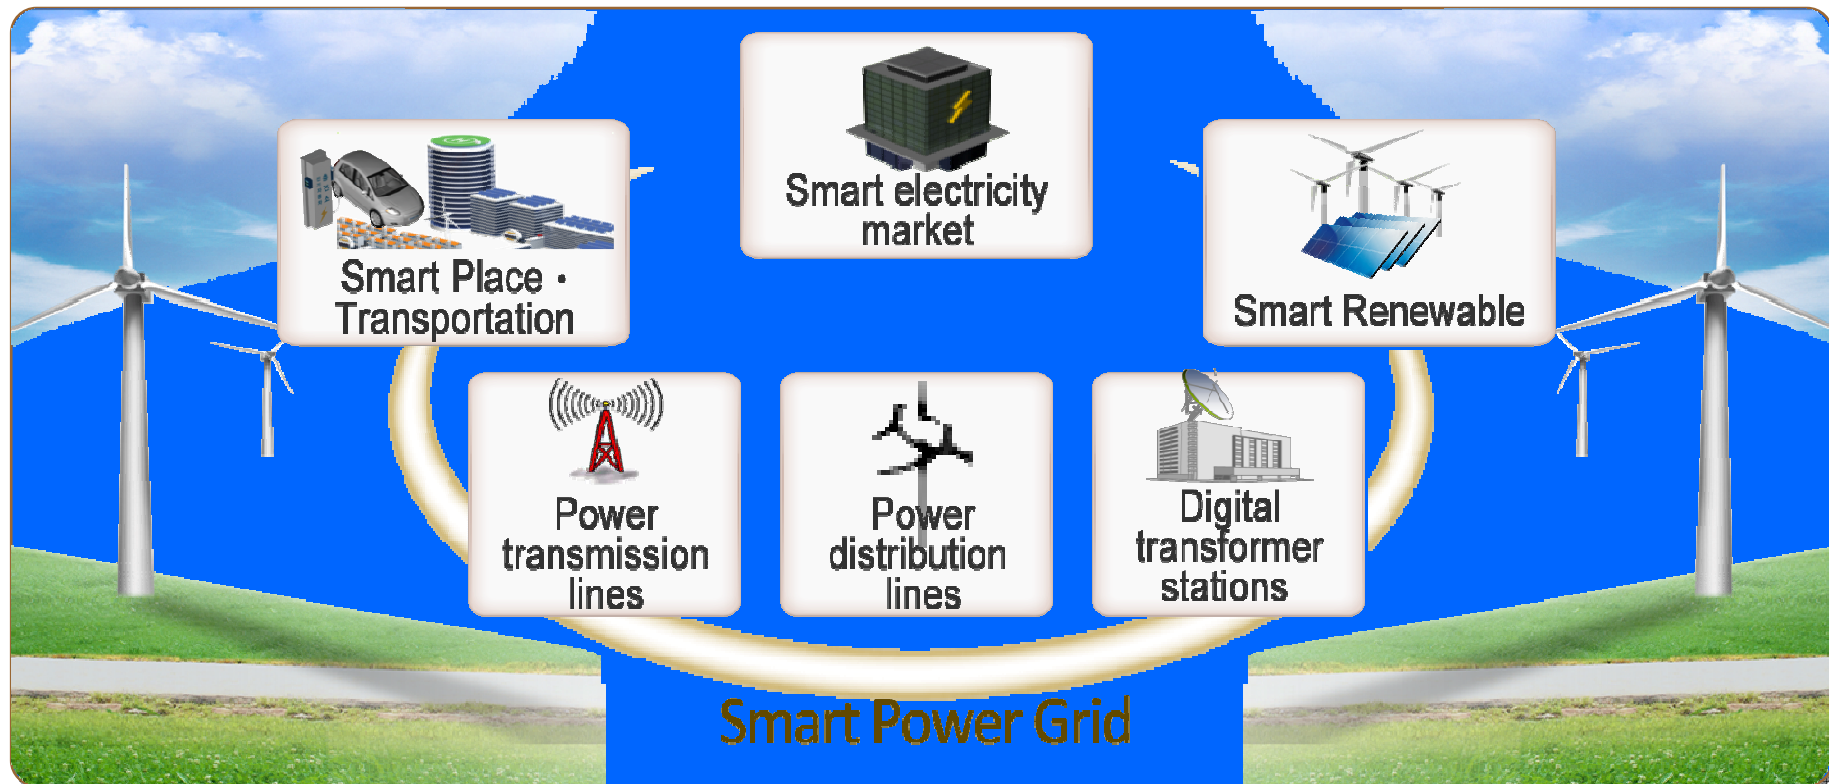 Smart electricity
market
Smart Place ·
Transportation
Smart Renewable
Power
transmission
lines
Power
distribution
lines
Digital
transformer
stations
Smart Power Grid